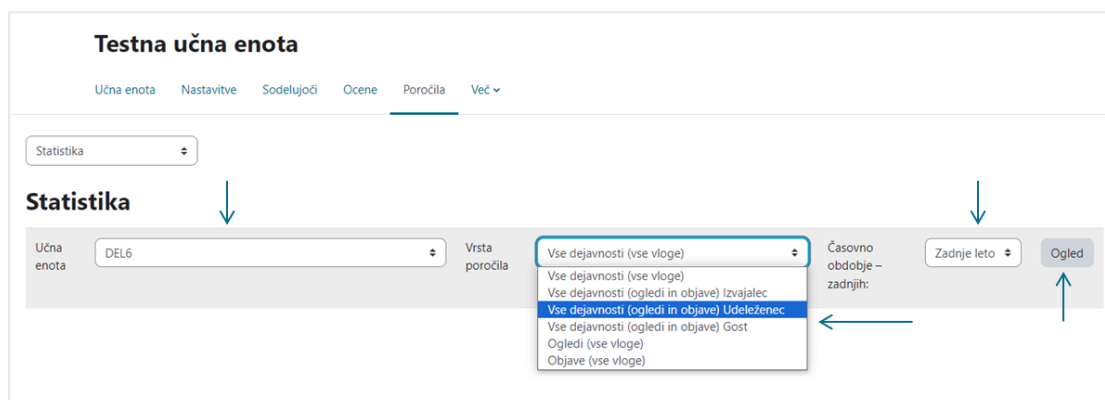 Testna učna enota
Učna enota Nastavitve Sodelujoči Ocene Poročila Več
Statistika
Statistika
Učna enota
DEL6
Vrsta poročila
Vse dejavnosti (vse vloge)
Vse dejavnosti (vse vloge)
Vse dejavnosti (ogledi in objave) Izvajalec
Vse dejavnosti (ogledi in objave) Udeleženec
Vse dejavnosti (ogledi in objave) Gost
Ogledi (vse vloge)
Objave (vse vloge)
Časovno obdobje – zadnjih:
Zadnje leto
Ogled